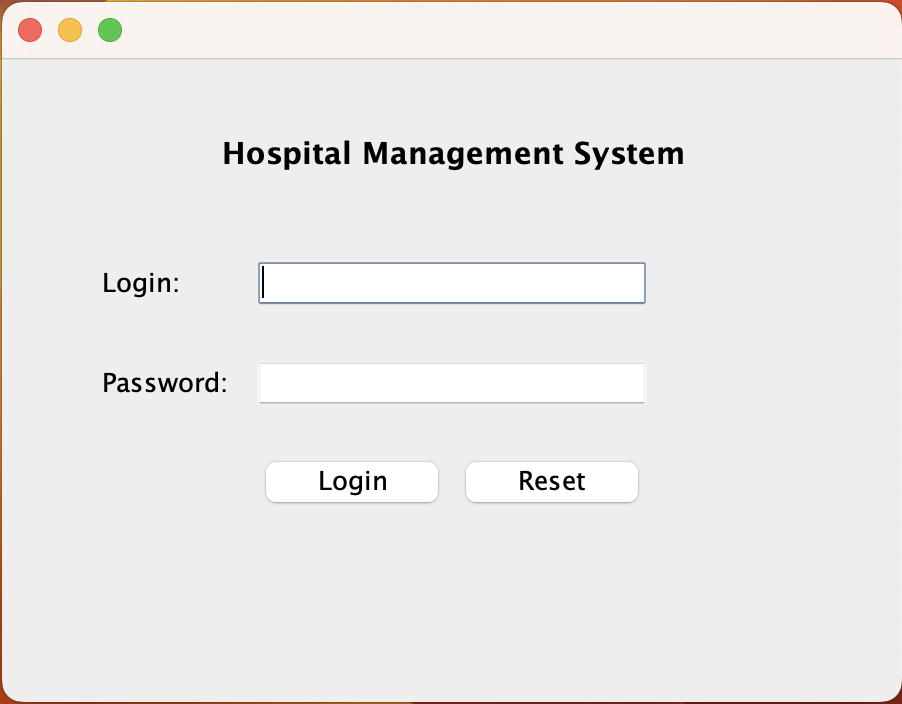 Hospital Management System
Login:
Password:
Login Reset